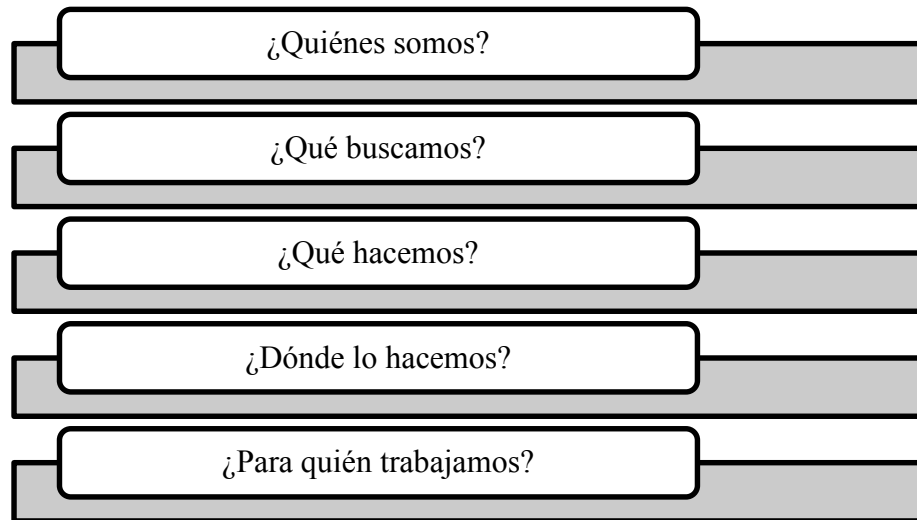 ¿Quiénes somos?
¿Qué buscamos?
¿Qué hacemos?
¿Dónde lo hacemos?
¿Para quién trabajamos?